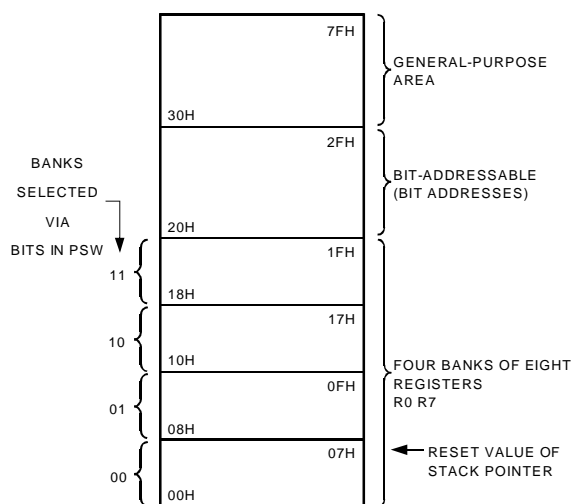 7FH
GENERAL-PURPOSE
AREA
30H
2FH
BANKS
SELECTED
VIA
BITS IN PSW
BIT-ADDRESSABLE
(BIT ADDRESSES)
20H
1FH
11
18H
17H
10
10H
FOUR BANKS OF EIGHT
REGISTERS
R0 R7
0FH
01
08H
07H
RESET VALUE OF
STACK POINTER
00
00H